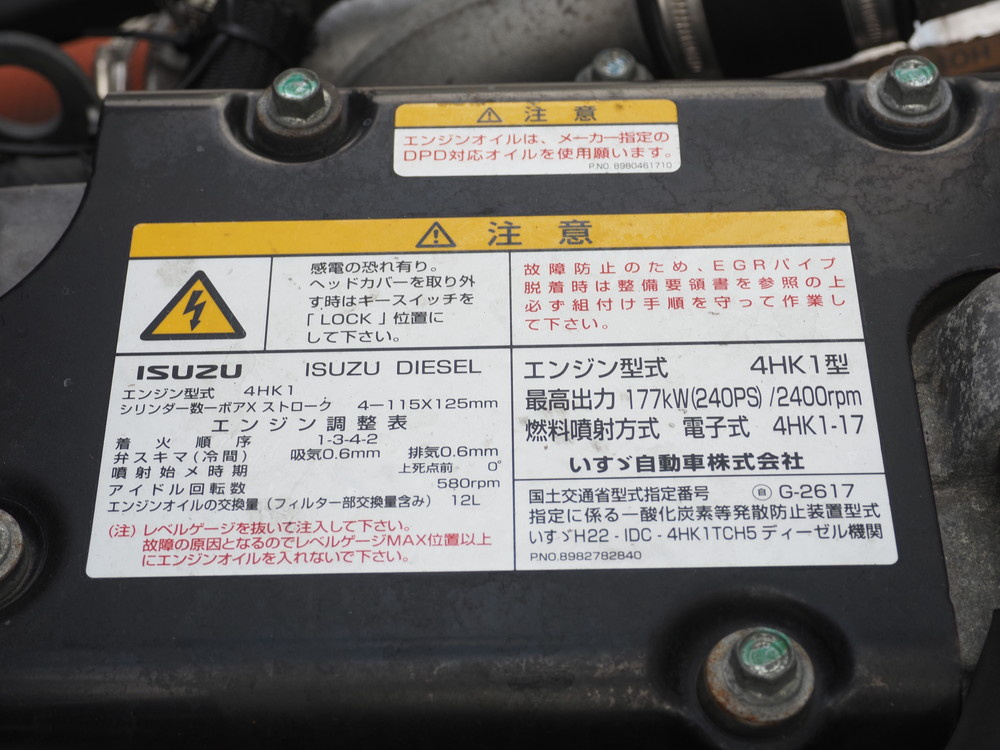 注意
エンジンオイルは、メーカー指定の
DPD対応オイルを使用願います。
P.NO. 8980461710
注意
感電の恐れ有り。
ヘッドカバーを取り外
す時はキースイッチを
「LOCK」位置に
して下さい。
故障防止のため、EGRパイプ
脱着時は整備要領書を参照の上
必ず組付け手順を守って作業し
て下さい。
ISUZU ISUZU DIESEL
エンジン型式 4HK1
シリンダー数ーボアX ストローク 4ー115X125mm
エンジン調整表
着火順序 1-3-4-2
弁スキマ(冷間) 吸気0.6mm 排気0.6mm
噴射始メ時期 上死点前 0°
アイドル回転数 580rpm
エンジンオイルの交換量(フィルター部交換量含み) 12L
(注) レベルゲージを抜いて注入して下さい。
故障の原因となるのでレベルゲージMAX位置以上
にエンジンオイルを入れないで下さい。
エンジン型式 4HK1型
最高出力 177kW(240PS) /2400rpm
燃料噴射方式 電子式 4HK1-17
いすゞ自動車株式会社
国土交通省型式指定番号 ㊀自 G-2617
指定に係る一酸化炭素等発散防止装置型式
いすゞH22 - IDC - 4HK1TCH5 ディーゼル機関
P.NO.8982782840